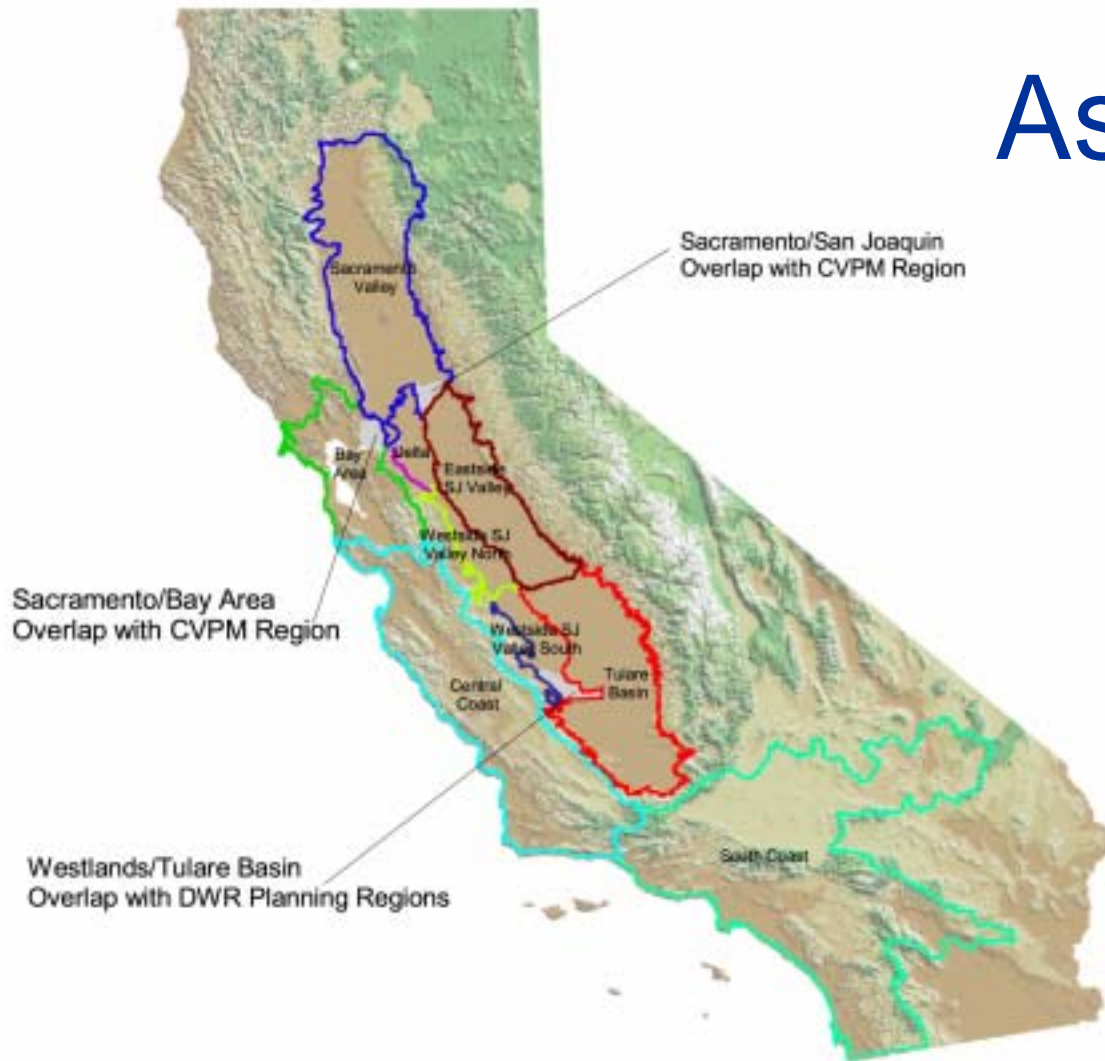 As
Sacramento/San Joaquin
Overlap with CVPM Region
Sacramento
Valley
Bay
Area
Delta
Eastside
SJ Valley
Westside SJ
Valley North
Sacramento/Bay Area
Overlap with CVPM Region
Westside SJ
Valley South
Central
Coast
Tulare
Basin
Westlands/Tulare Basin
Overlap with DWR Planning Regions
South Coast